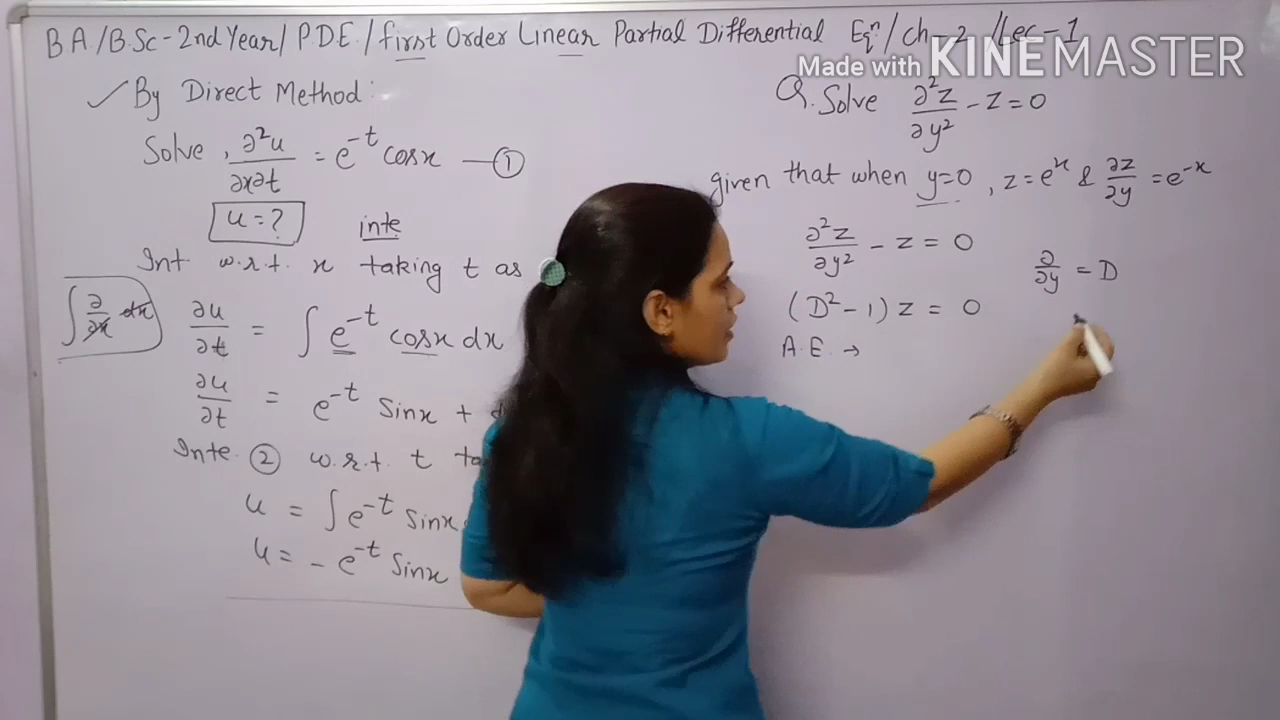 BA./B.Sc-2nd Year/ P.D.E./first Order Linear Partial Differential Eqn/ch-2/Lec-1
Made with KINEMASTER
✓ By Direct Method:
Solve, ∂²u/∂x∂t = e^-t cosx —①
u=?
inte
Int w.r.t. x taking t as
∫ ∂/∂x dx
∂u/∂t = ∫ e^-t cosx dx
∂u/∂t = e^-t Sinx +
Inte. ② w.r.t. t
u = ∫ e^-t Sinx
u = - e^-t Sinx
Q. Solve ∂²z/∂y² - z = 0
given that when y=0, z=e^x & ∂z/∂y = e^-x
∂²z/∂y² - z = 0
∂/∂y = D
(D²-1) z = 0
A.E. →